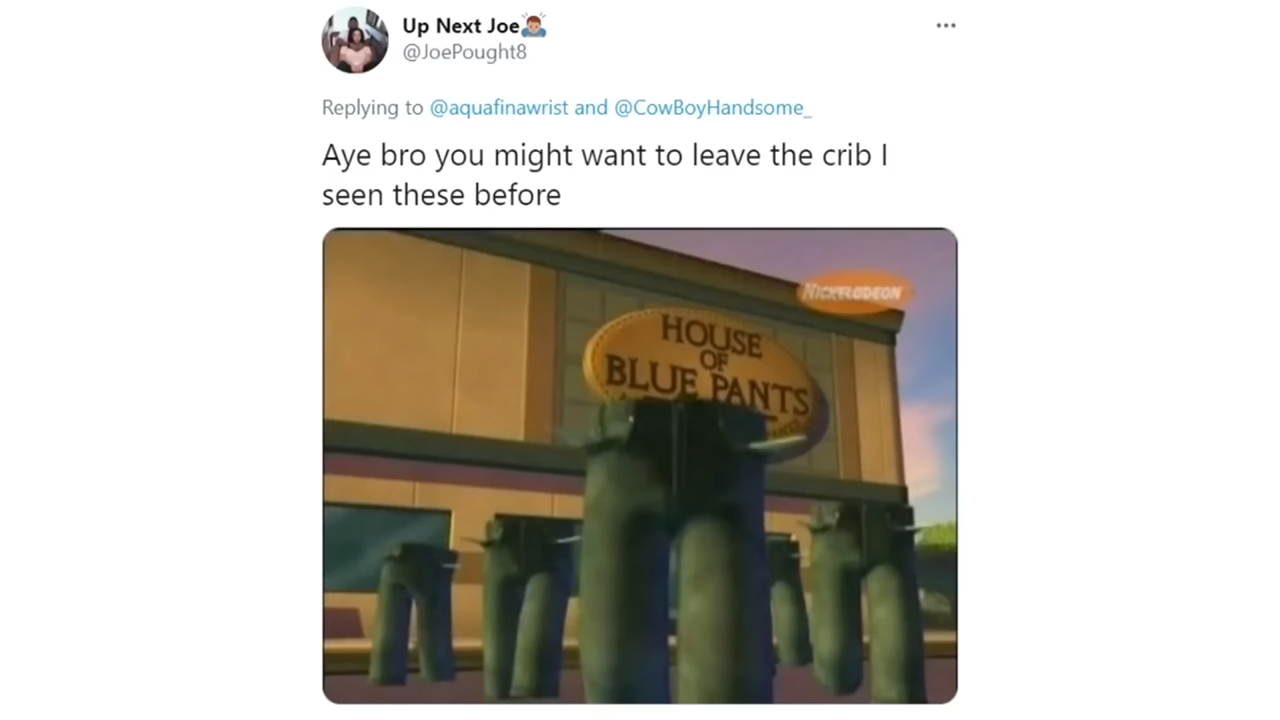 Up Next Joe🙇🏽‍♂️
@JoePought8
Replying to @aquafinawrist and @CowBoyHandsome_
Aye bro you might want to leave the crib I
seen these before
NICKELODEON
HOUSE
OF
BLUE PANTS